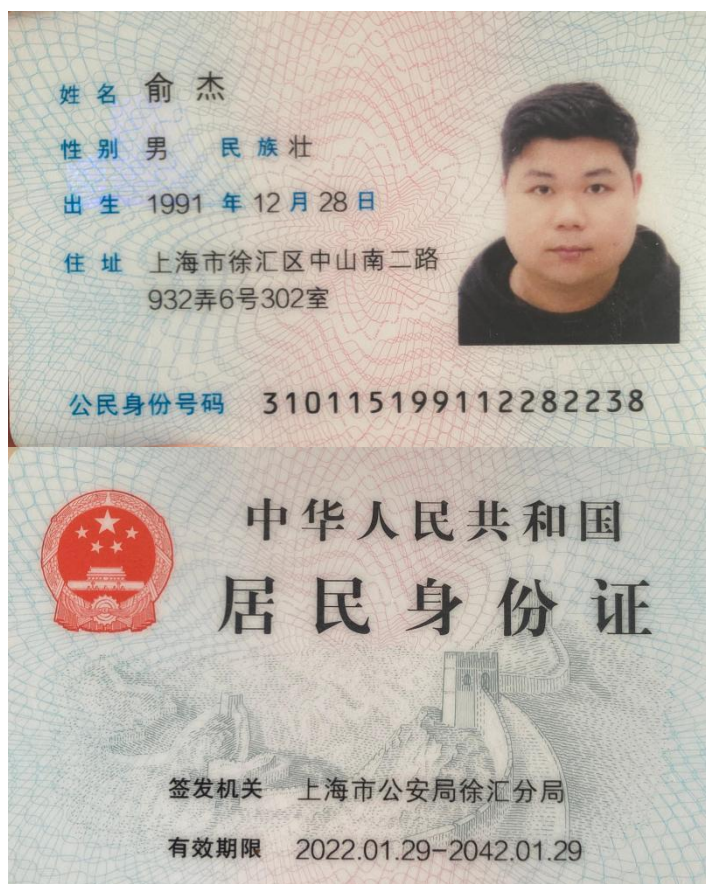 姓名 俞杰
性别 男 民族 壮
出生 1991 年 12 月 28 日
住址 上海市徐汇区中山南二路
932弄6号302室
公民身份号码 310115199112282238
中华人民共和国
居民身份证
签发机关 上海市公安局徐汇分局
有效期限 2022.01.29-2042.01.29